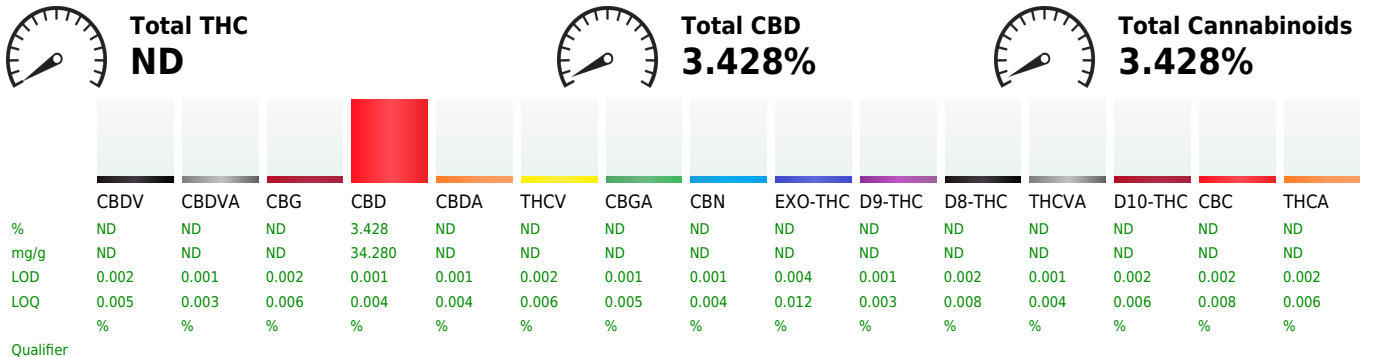 Total THC Total CBD Total Cannabinoids
ND 3.428% 3.428%
CBDV CBDVA CBG CBD CBDA THCV CBGA CBN EXO-THC D9-THC D8-THC THCVA D10-THC CBC THCA
% ND ND ND 3.428 ND ND ND ND ND ND ND ND ND ND ND
mg/g ND ND ND 34.280 ND ND ND ND ND ND ND ND ND ND ND
LOD 0.002 0.001 0.002 0.001 0.001 0.002 0.001 0.001 0.004 0.001 0.002 0.001 0.002 0.002 0.002
LOQ 0.005 0.003 0.006 0.004 0.004 0.006 0.005 0.004 0.012 0.003 0.008 0.004 0.006 0.008 0.006
% % % % % % % % % % % % % % %
Qualifier